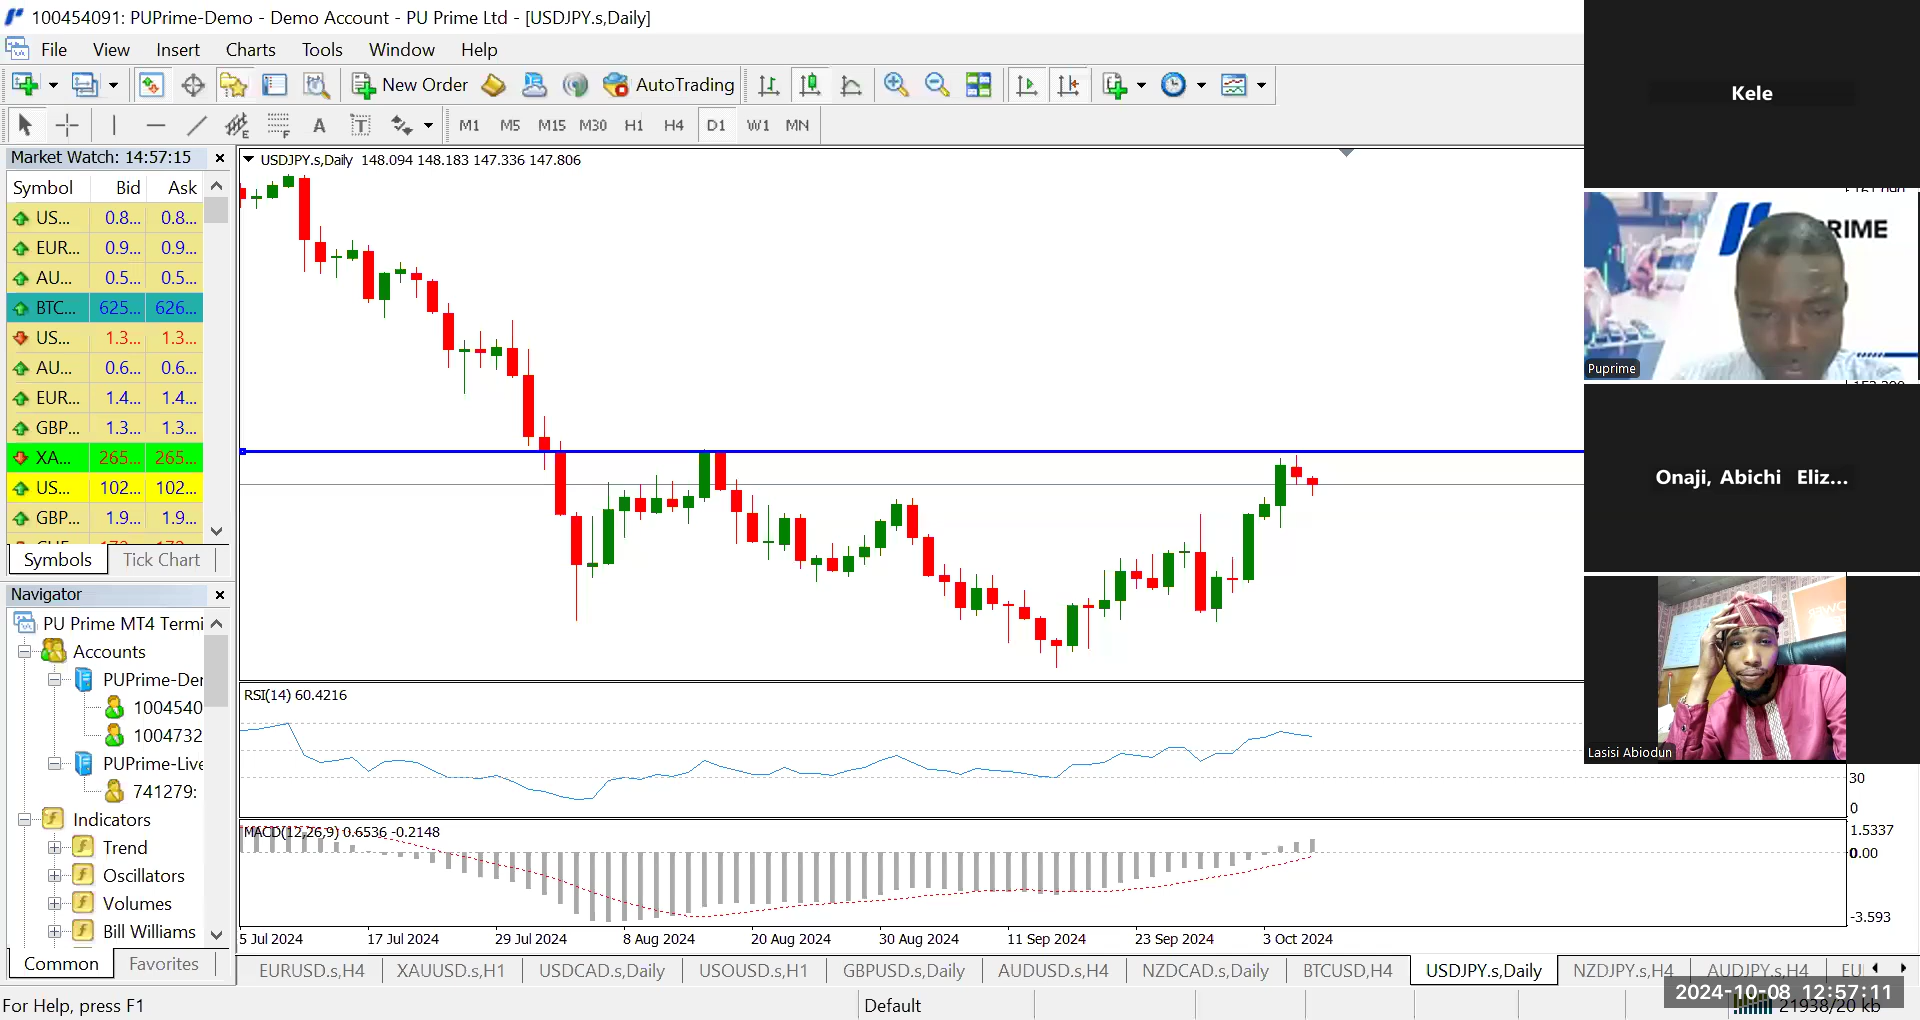 100454091: PUPrime-Demo - Demo Account - PU Prime Ltd - [USDJPY.s,Daily]
File View Insert Charts Tools Window Help
New Order AutoTrading
A T M1 M5 M15 M30 H1 H4 D1 W1 MN
Market Watch: 14:57:15
Symbol Bid Ask
US... 0.8... 0.8...
EUR... 0.9... 0.9...
AU... 0.5... 0.5...
BTC... 625... 626...
US... 1.3... 1.3...
AU... 0.6... 0.6...
EUR... 1.4... 1.4...
GBP... 1.3... 1.3...
XA... 265... 265...
US... 102... 102...
GBP... 1.9... 1.9...
Symbols Tick Chart
Navigator
PU Prime MT4 Termi
Accounts
PUPrime-Der
1004540
1004732
PUPrime-Live
741279:
Indicators
Trend
Oscillators
Volumes
Bill Williams
Common Favorites
USDJPY.s,Daily 148.094 148.183 147.336 147.806
RSI(14) 60.4216
30
0
MACD(12,26,9) 0.6536 -0.2148
1.5337
0.00
-3.593
5 Jul 2024 17 Jul 2024 29 Jul 2024 8 Aug 2024 20 Aug 2024 30 Aug 2024 11 Sep 2024 23 Sep 2024 3 Oct 2024
EURUSD.s,H4 XAUUSD.s,H1 USDCAD.s,Daily USOUSD.s,H1 GBPUSD.s,Daily AUDUSD.s,H4 NZDCAD.s,Daily BTCUSD,H4 USDJPY.s,Daily NZDJPY.s,H4 AUDJPY.s,H4 EU
For Help, press F1 Default 21938/20 kb
2024-10-08 12:57:11
Kele
RIME
Puprime
Onaji, Abichi Eliz...
Lasisi Abiodun